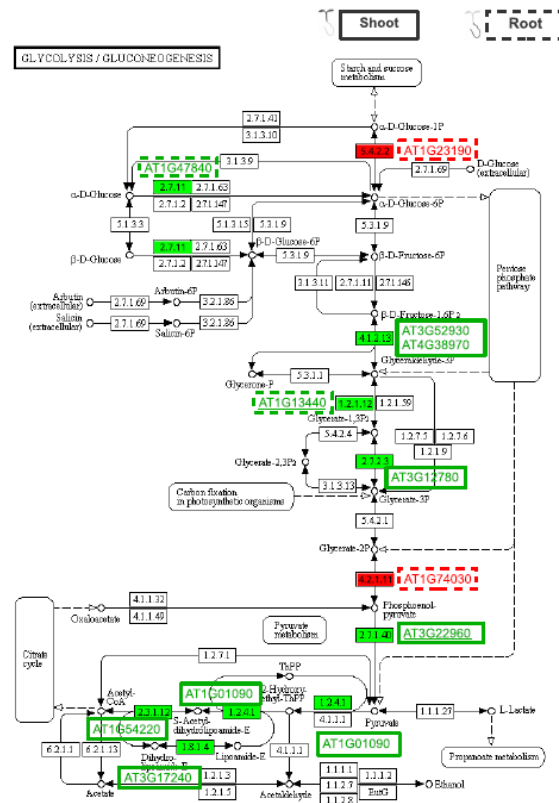 Shoot
Root
GLYCOLYSIS / GLUCONEOGENESIS
Starch and sucrose
metabolism
2.7.1.41
3.1.3.10
α-D-Glucose-1P
5.4.2.2
AT1G23190
AT1G47840
3.1.3.9
2.7.1.69
D-Glucose
(extracellular)
α-D-Glucose
2.7.1.1
2.7.1.63
2.7.1.2
2.7.1.147
α-D-Glucose-6P
5.1.3.3
5.1.3.15
5.3.1.9
5.3.1.9
Pentose
phosphate
pathway
β-D-Glucose
2.7.1.1
2.7.1.63
2.7.1.2
2.7.1.147
β-D-Glucose-6P
5.3.1.9
β-D-Fructose-6P
3.1.3.11
2.7.1.11
2.7.1.146
Arbutin
(extracellular)
2.7.1.69
Arbutin-6P
3.2.1.86
Salicin
(extracellular)
2.7.1.69
Salicin-6P
3.2.1.86
β-D-Fructose-1,6P2
4.1.2.13
AT3G52930
AT4G38970
Glyceraldehyde-3P
5.3.1.1
Glycerone-P
AT1G13440
1.2.1.12
1.2.1.59
Glycerate-1,3P2
5.4.2.4
1.2.7.5
1.2.7.6
1.2.1.9
Glycerate-2,3P2
2.7.2.3
AT3G12780
3.1.3.13
Glycerate-3P
Carbon fixation
in photosynthetic organisms
5.4.2.1
Glycerate-2P
4.2.1.11
AT1G74030
Phosphoenol-
pyruvate
4.1.1.32
4.1.1.49
Oxaloacetate
Pyruvate
metabolism
2.7.1.40
AT3G22960
Citrate
cycle
1.2.7.1
ThPP
AT1G01090
Acetyl-
CoA
2.3.1.12
S-Acetyl-
dihydrolipoamide-E
1.2.4.1
1.2.4.1
4.1.1.1
Pyruvate
1.1.1.27
L-Lactate
AT1G54220
AT1G01090
1.8.1.4
Lipoamide-E
6.2.1.1
6.2.1.13
4.1.1.1
Propanoate metabolism
AT3G17240
Acetate
1.2.1.3
1.2.1.5
Acetaldehyde
1.1.1.1
1.1.1.2
1.1.2.7
EutG
1.1.2.8
Ethanol